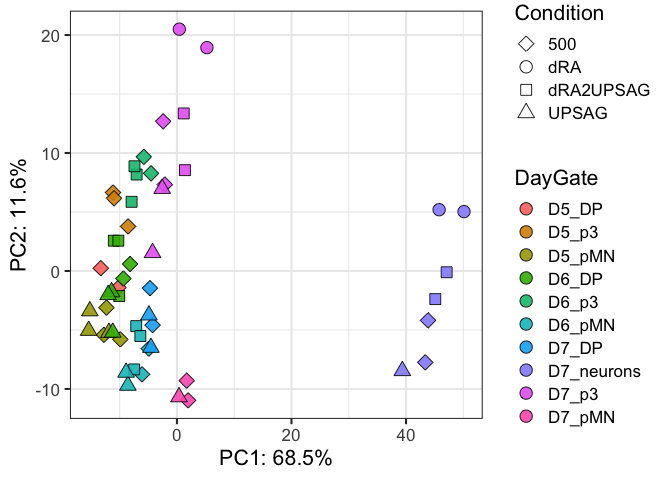 Condition
500
dRA
dRA2UPSAG
UPSAG
DayGate
D5_DP
D5_p3
D5_pMN
D6_DP
D6_p3
D6_pMN
D7_DP
D7_neurons
D7_p3
D7_pMN
20
10
0
-10
PC2: 11.6%
0
20
40
PC1: 68.5%